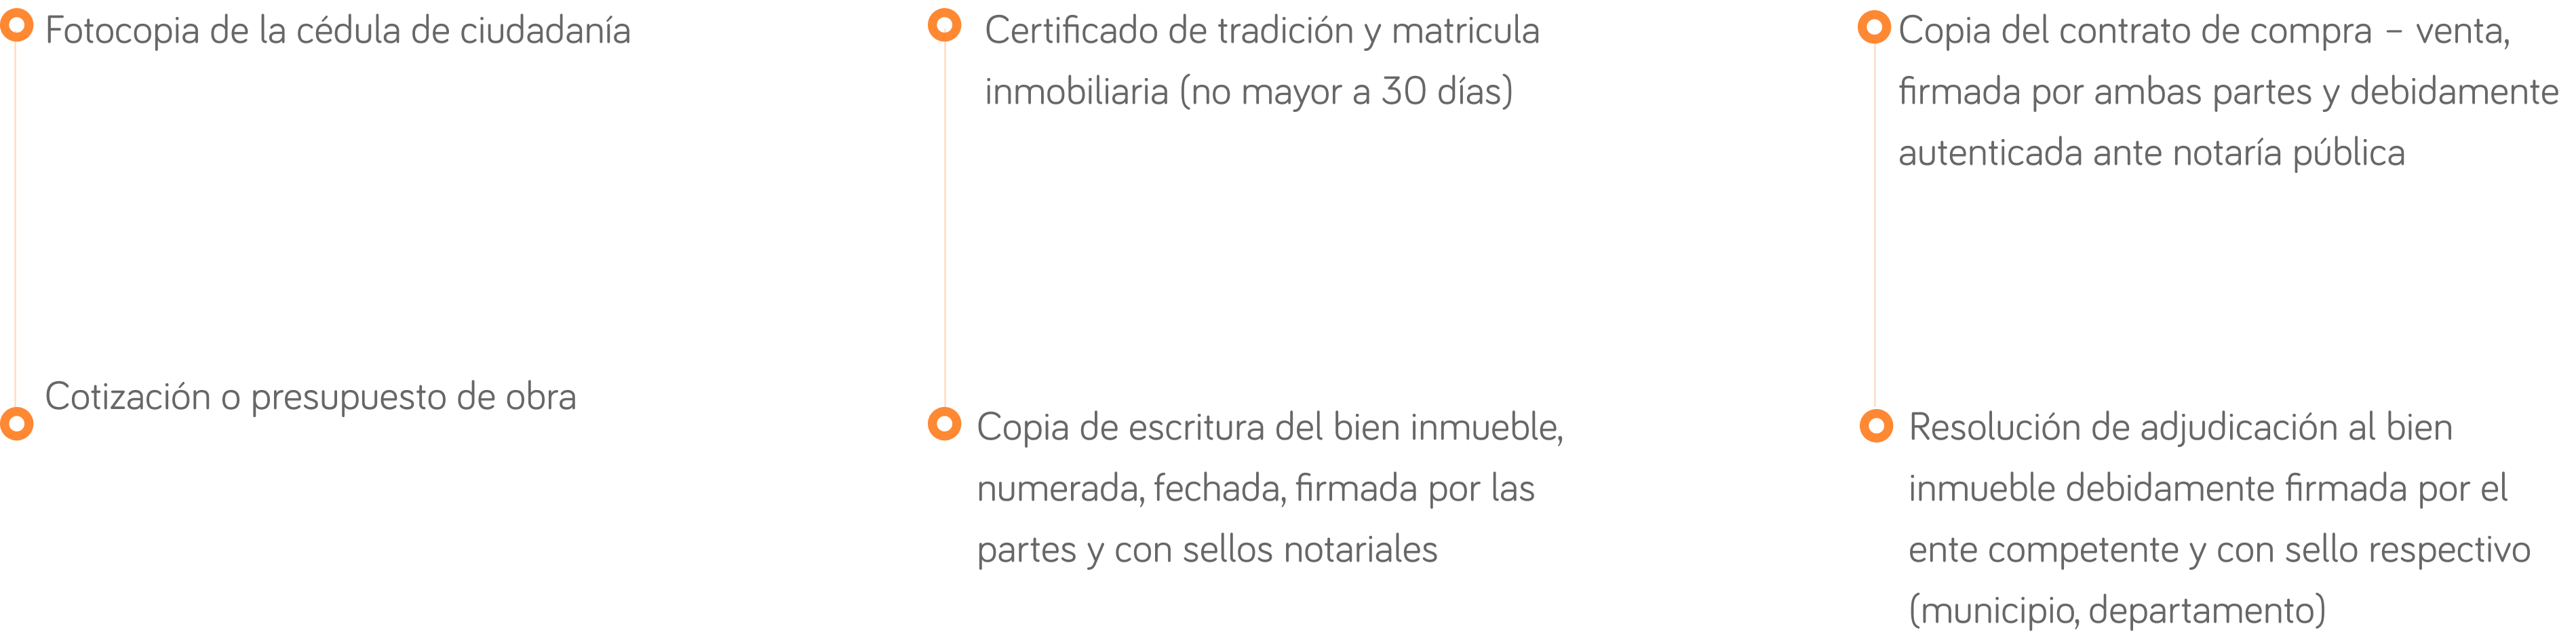 Fotocopia de la cédula de ciudadanía
Cotización o presupuesto de obra
Certificado de tradición y matricula
inmobiliaria (no mayor a 30 días)
Copia de escritura del bien inmueble,
numerada, fechada, firmada por las
partes y con sellos notariales
Copia del contrato de compra – venta,
firmada por ambas partes y debidamente
autenticada ante notaría pública
Resolución de adjudicación al bien
inmueble debidamente firmada por el
ente competente y con sello respectivo
(municipio, departamento)